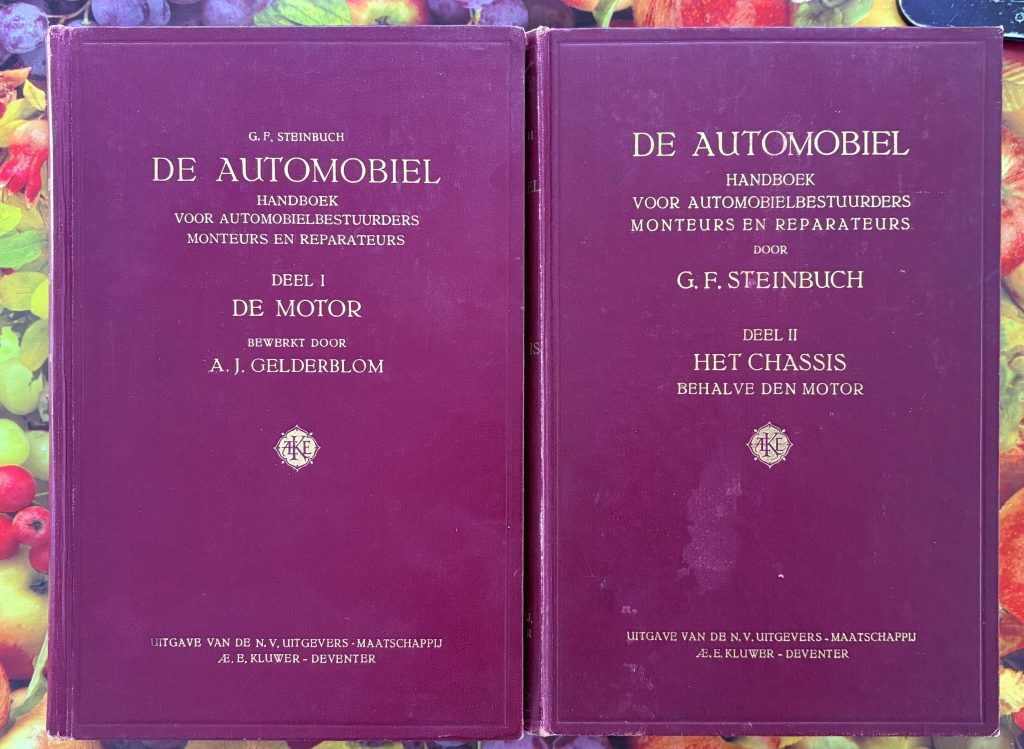 G. F. STEINBUCH
DE AUTOMOBIEL
HANDBOEK
VOOR AUTOMOBIELBESTUURDERS
MONTEURS EN REPARATEURS
DEEL I
DE MOTOR
BEWERKT DOOR
A. J. GELDERBLOM
ÆKE
UITGAVE VAN DE N.V. UITGEVERS-MAATSCHAPPIJ
Æ. E. KLUWER - DEVENTER
DE AUTOMOBIEL
HANDBOEK
VOOR AUTOMOBIELBESTUURDERS
MONTEURS EN REPARATEURS
DOOR
G. F. STEINBUCH
DEEL II
HET CHASSIS
BEHALVE DEN MOTOR
ÆKE
UITGAVE VAN DE N.V. UITGEVERS-MAATSCHAPPIJ
Æ. E. KLUWER - DEVENTER